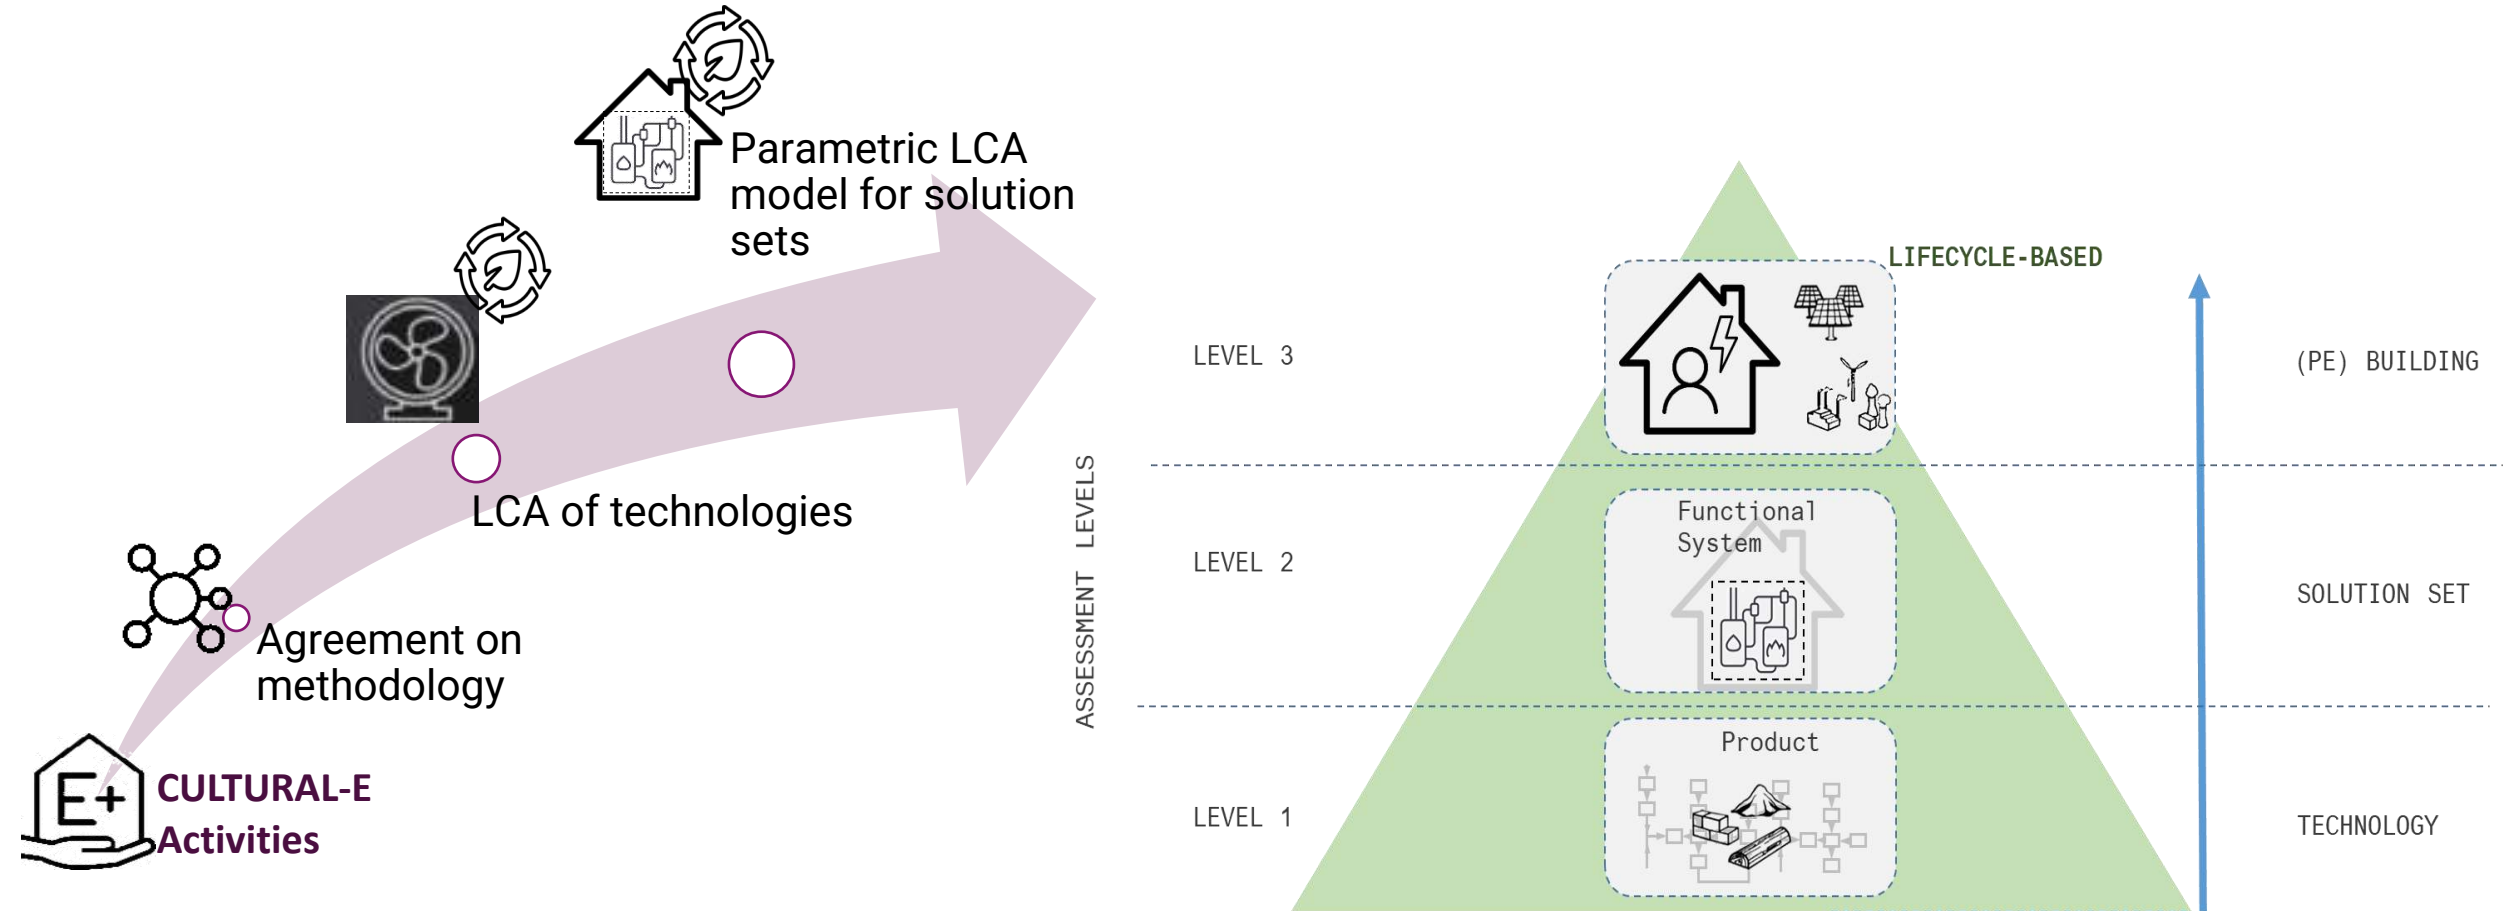 Parametric LCA
model for solution
sets
LCA of technologies
Agreement on
methodology
E+
CULTURAL-E
Activities
LIFECYCLE-BASED
ASSESSMENT LEVELS
LEVEL 3
(PE) BUILDING
Functional
System
LEVEL 2
SOLUTION SET
Product
LEVEL 1
TECHNOLOGY